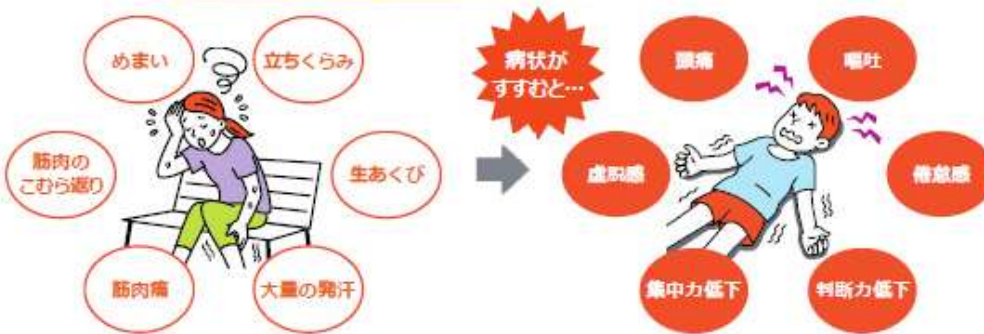 めまい
立ちくらみ
筋肉の
こむら返り
生あくび
筋肉痛
大量の発汗
病状が
すすむと…
頭痛
嘔吐
虚脱感
倦怠感
集中力低下
判断力低下